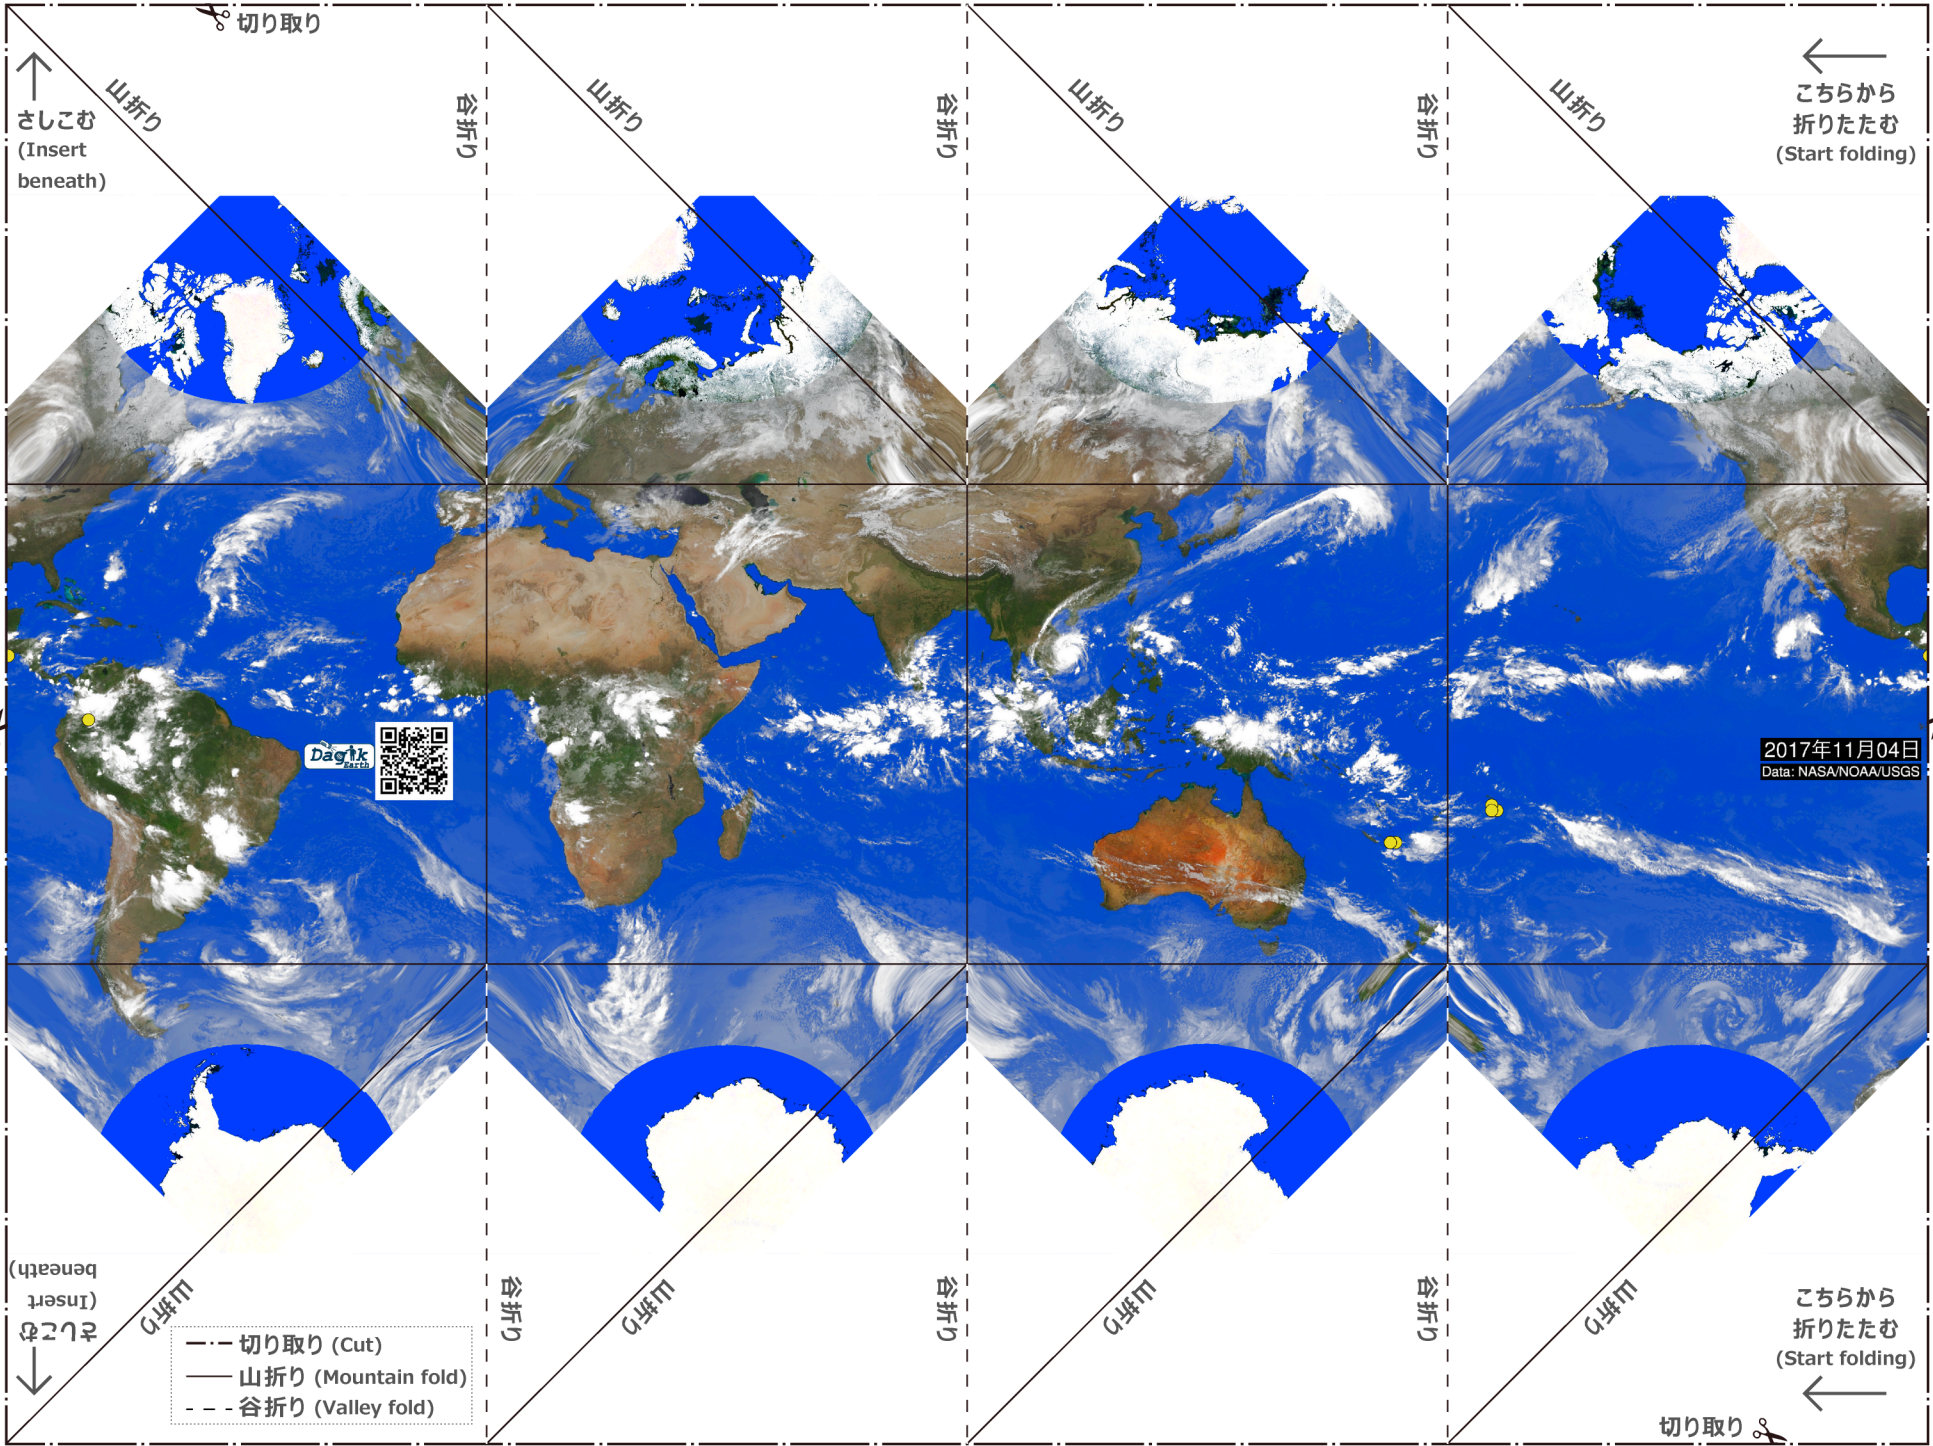 切り取り
山折り
山折り
山折り
山折り
谷折り
谷折り
谷折り
さしこむ
(Insert
beneath)
こちらから
折りたたむ
(Start folding)
Dagik
Earth
2017年11月04日
Data: NASA/NOAA/USGS
さしこむ
(Insert
beneath)
山折り
山折り
山折り
山折り
谷折り
谷折り
谷折り
切り取り (Cut)
山折り (Mountain fold)
谷折り (Valley fold)
こちらから
折りたたむ
(Start folding)
切り取り